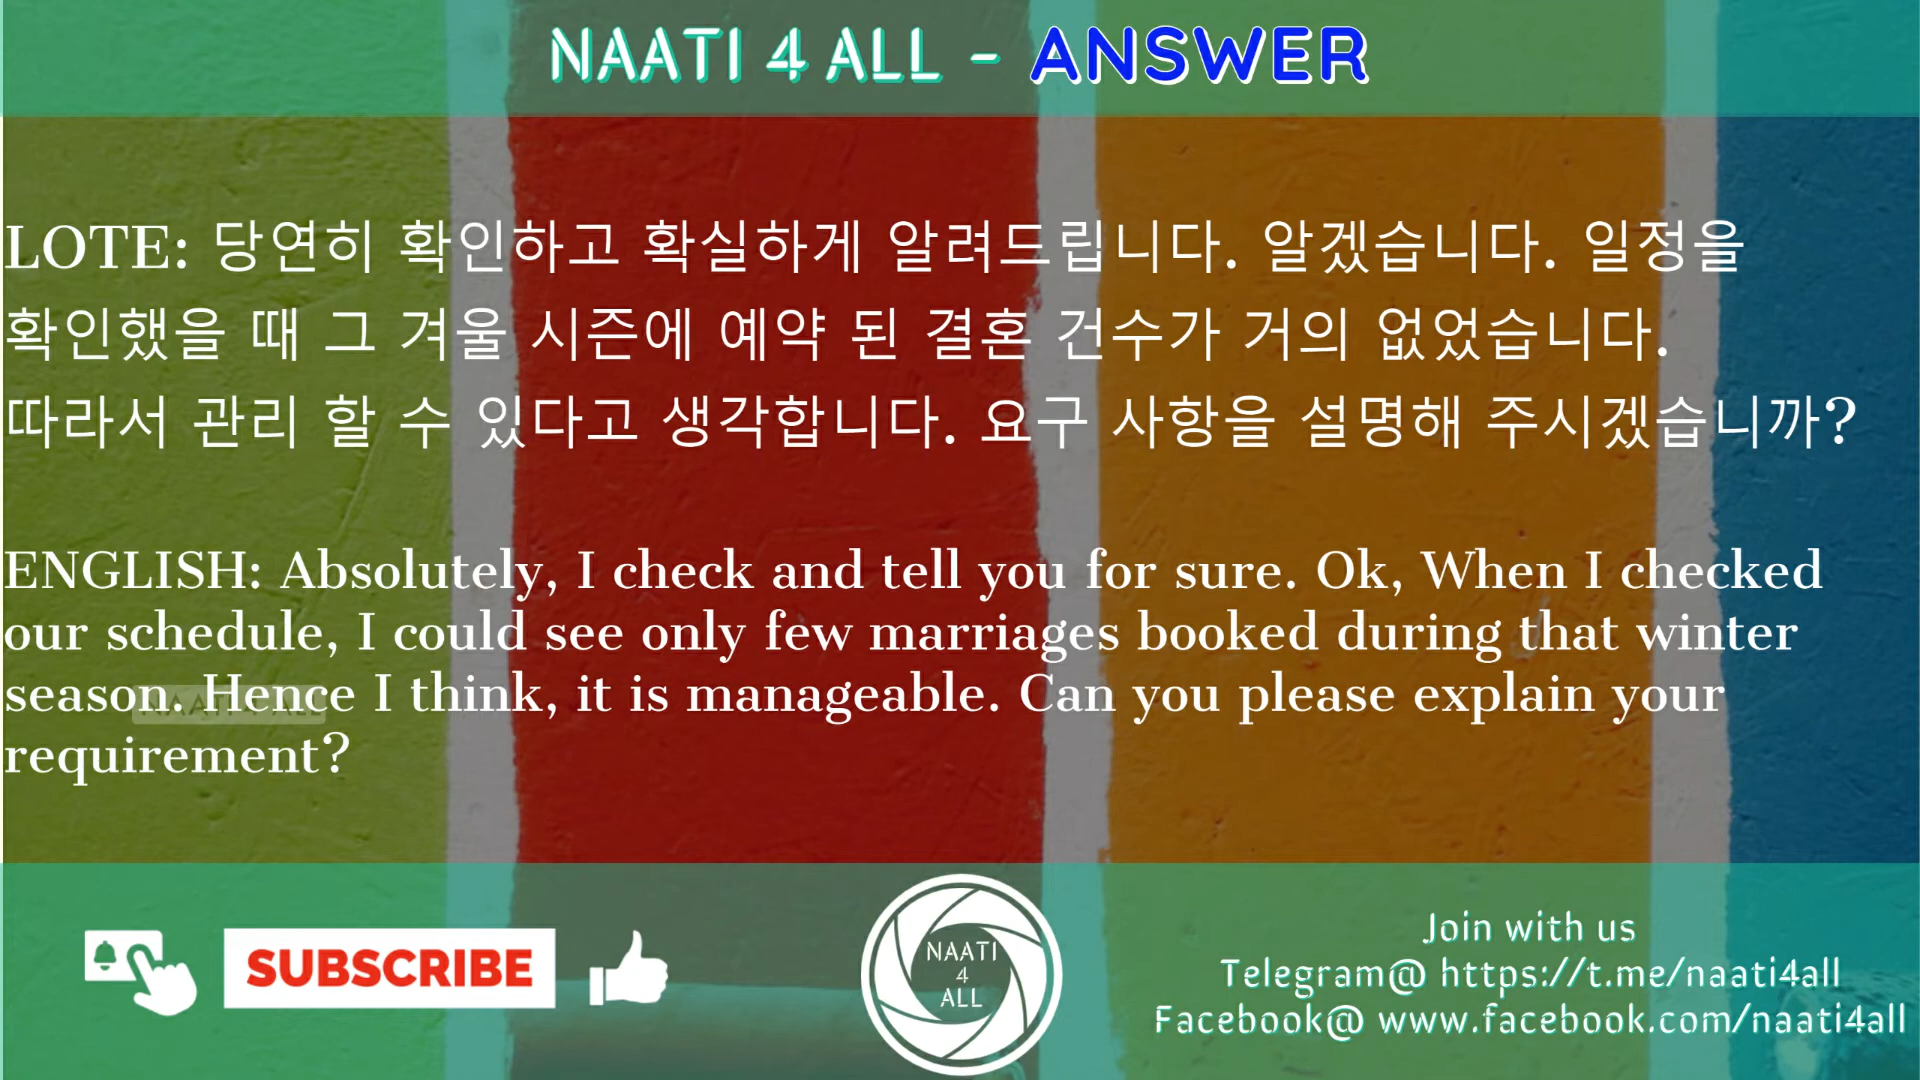 NAATI 4 ALL - ANSWER
LOTE: 당연히 확인하고 확실하게 알려드립니다. 알겠습니다. 일정을
확인했을 때 그 겨울 시즌에 예약 된 결혼 건수가 거의 없었습니다.
따라서 관리 할 수 있다고 생각합니다. 요구 사항을 설명해 주시겠습니까?
ENGLISH: Absolutely, I check and tell you for sure. Ok, When I checked
our schedule, I could see only few marriages booked during that winter
season. Hence I think, it is manageable. Can you please explain your
requirement?
NAATI 4 ALL
SUBSCRIBE
NAATI
4
ALL
Join with us
Telegram@ https://t.me/naati4all
Facebook@ www.facebook.com/naati4all